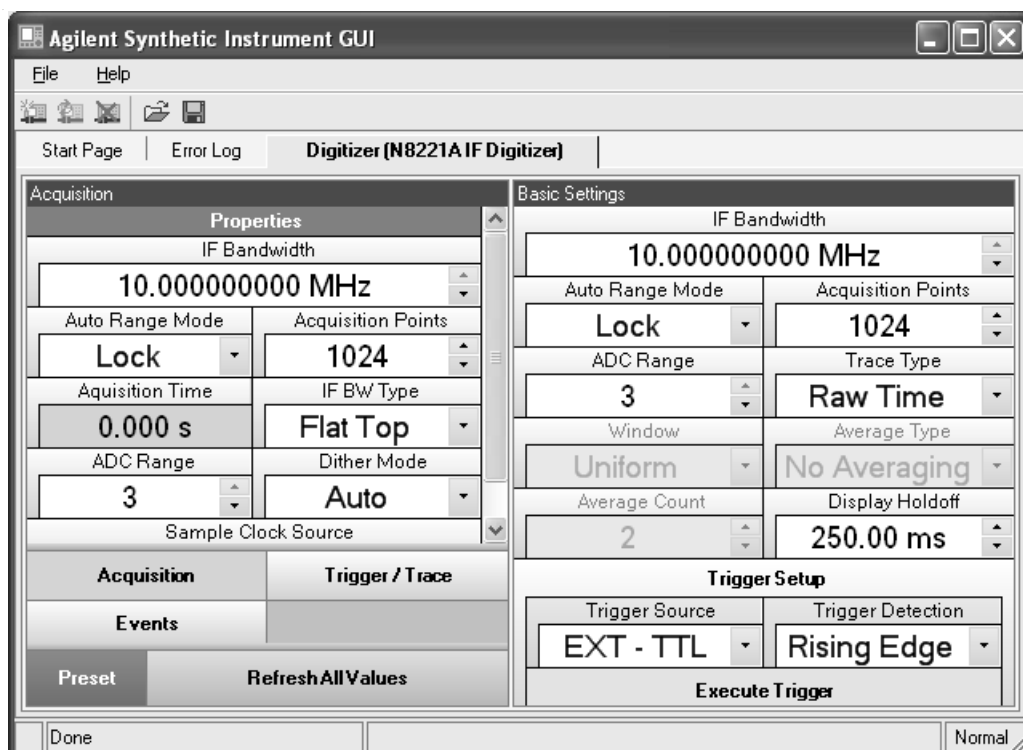 Agilent Synthetic Instrument GUI
File Help
Start Page Error Log Digitizer (N8221A IF Digitizer)
Acquisition
Properties
IF Bandwidth
10.000000000 MHz
Auto Range Mode Acquisition Points
Lock 1024
Aquisition Time IF BW Type
0.000 s Flat Top
ADC Range Dither Mode
3 Auto
Sample Clock Source
Acquisition Trigger / Trace
Events
Preset Refresh All Values
Basic Settings
IF Bandwidth
10.000000000 MHz
Auto Range Mode Acquisition Points
Lock 1024
ADC Range Trace Type
3 Raw Time
Window Average Type
Uniform No Averaging
Average Count Display Holdoff
2 250.00 ms
Trigger Setup
Trigger Source Trigger Detection
EXT - TTL Rising Edge
Execute Trigger
Done Normal